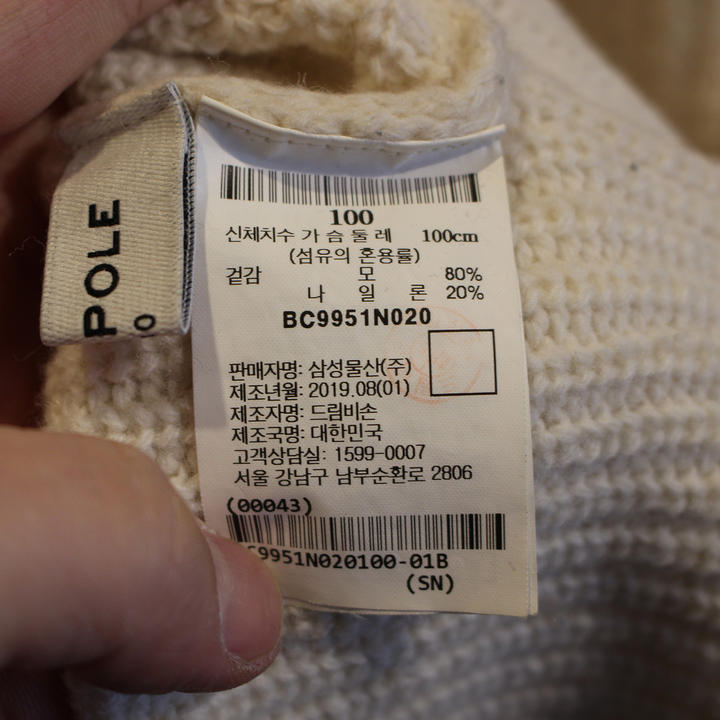 POLE
100
신체치수 가슴둘레 100cm
(섬유의 혼용률)
겉감 모 80%
나일론 20%
BC9951N020
판매자명: 삼성물산(주)
제조년월: 2019.08(01)
제조자명: 드림비손
제조국명: 대한민국
고객상담실: 1599-0007
서울 강남구 남부순환로 2806
(00043)
C9951N020100-01B
(SN)